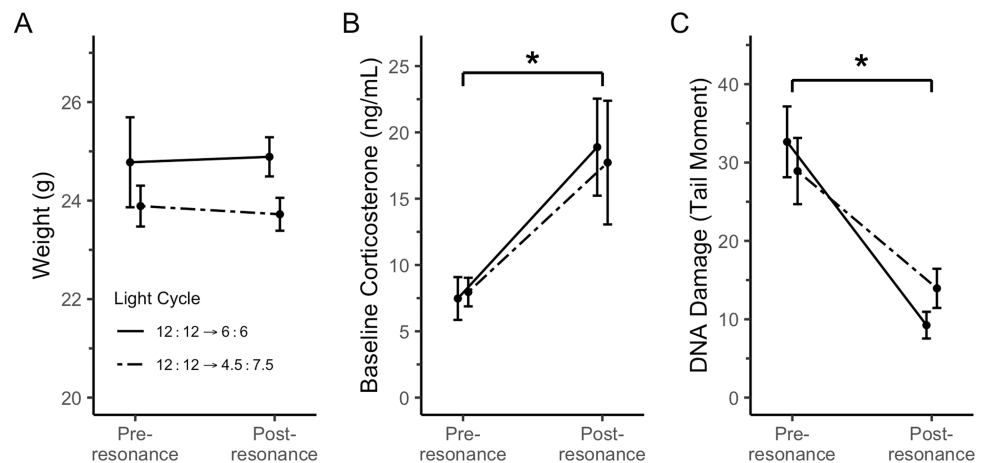 A
Weight (g)
26
24
22
20
Light Cycle
12 : 12 → 6 : 6
12 : 12 → 4.5 : 7.5
Pre-
resonance
Post-
resonance
B
Baseline Corticosterone (ng/mL)
25
20
15
10
5
0
*
Pre-
resonance
Post-
resonance
C
DNA Damage (Tail Moment)
40
30
20
10
0
*
Pre-
resonance
Post-
resonance